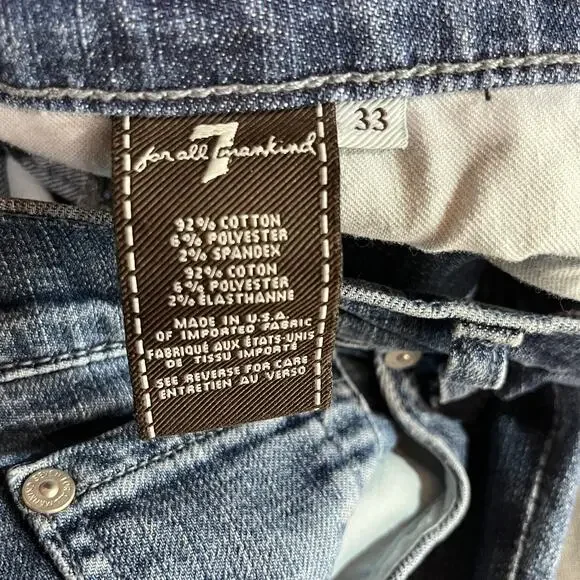 7
for all mankind
33
92% COTTON
6% POLYESTER
2% SPANDEX
92% COTON
6% POLYESTER
2% ÉLASTHANNE
MADE IN U.S.A.
OF IMPORTED FABRIC
FABRIQUÉ AUX ÉTATS-UNIS
DE TISSU IMPORTÉ
SEE REVERSE FOR CARE
ENTRETIEN AU VERSO